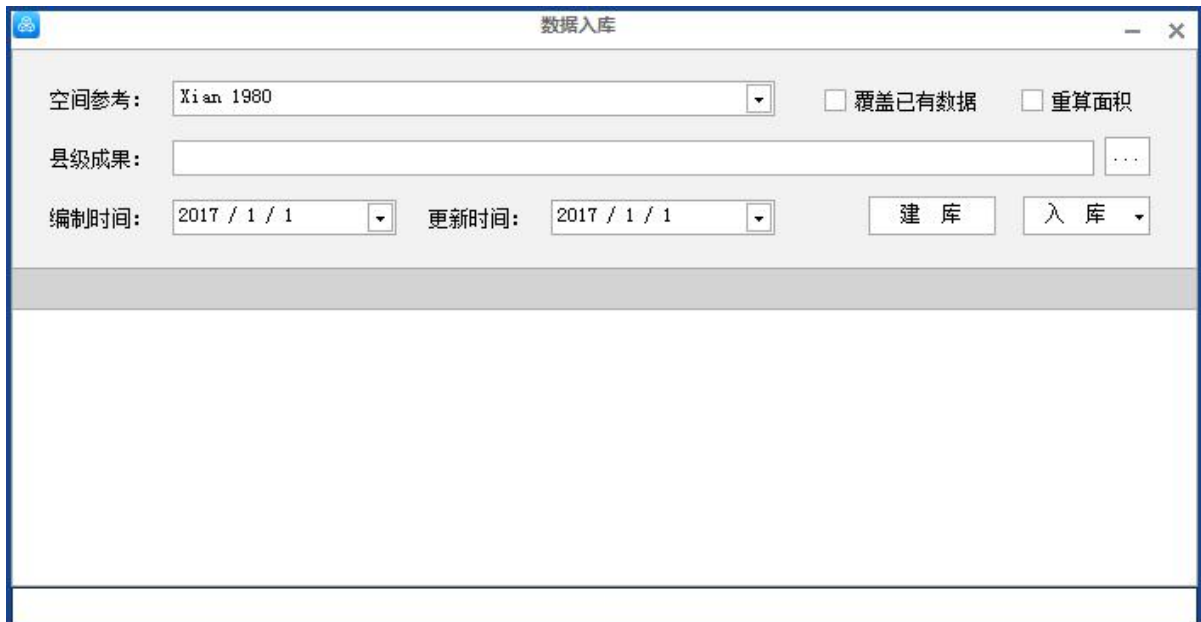 数据入库
空间参考： Xian 1980 覆盖已有数据 重算面积
县级成果： ...
编制时间： 2017 / 1 / 1 更新时间： 2017 / 1 / 1 建 库 入 库